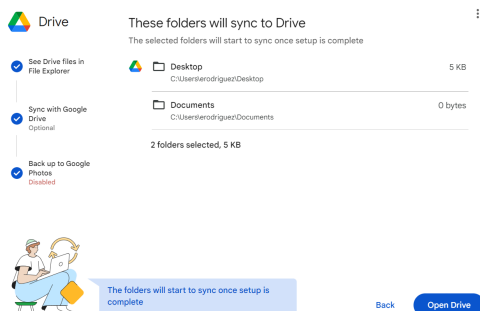 Drive
These folders will sync to Drive
The selected folders will start to sync once setup is complete
See Drive files in
File Explorer
Sync with Google
Drive
Optional
Back up to Google
Photos
Disabled
Desktop 5 KB
C:\Users\erodriguez\Desktop
Documents 0 bytes
C:\Users\erodriguez\Documents
2 folders selected, 5 KB
The folders will start to sync once setup is
complete
Back Open Drive